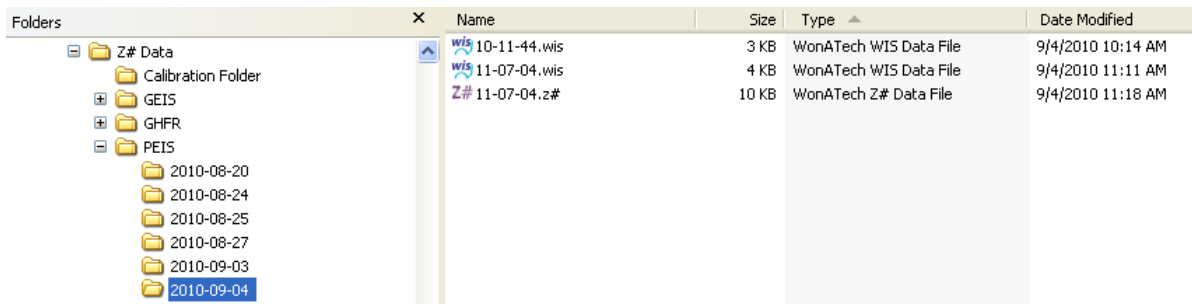 Folders × Name Size Type Date Modified
Z# Data
Calibration Folder
GEIS
GHFR
PEIS
2010-08-20
2010-08-24
2010-08-25
2010-08-27
2010-09-03
2010-09-04
wis 10-11-44.wis 3 KB WonATech WIS Data File 9/4/2010 10:14 AM
wis 11-07-04.wis 4 KB WonATech WIS Data File 9/4/2010 11:11 AM
Z# 11-07-04.z# 10 KB WonATech Z# Data File 9/4/2010 11:18 AM